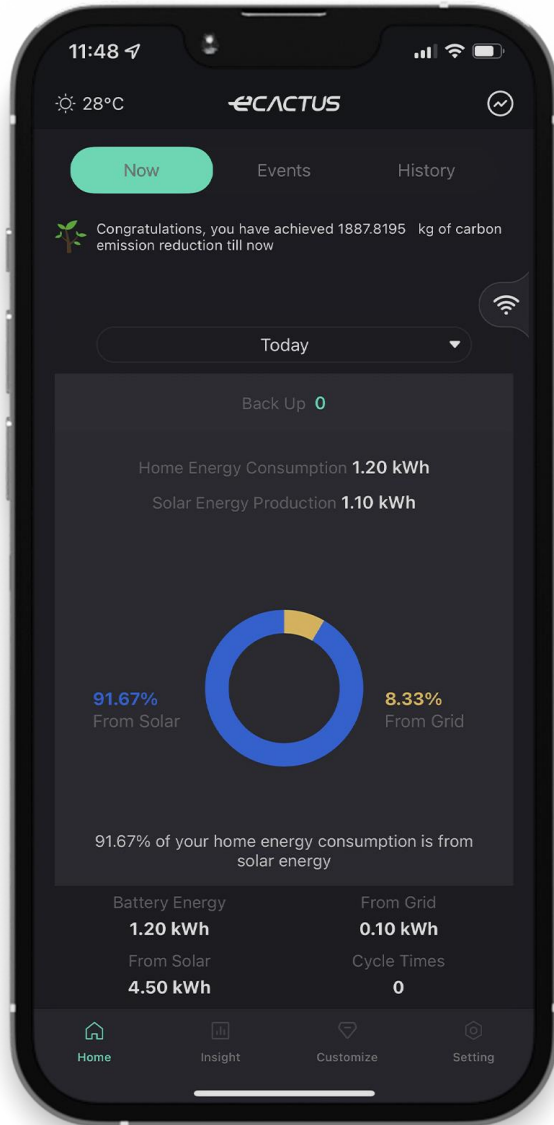 11:48
28°C
eCACTUS
Now Events History
Congratulations, you have achieved 1887.8195 kg of carbon
emission reduction till now
Today
Back Up 0
Home Energy Consumption 1.20 kWh
Solar Energy Production 1.10 kWh
91.67%
From Solar
8.33%
From Grid
91.67% of your home energy consumption is from
solar energy
Battery Energy
1.20 kWh
From Grid
0.10 kWh
From Solar
4.50 kWh
Cycle Times
0
Home Insight Customize Setting